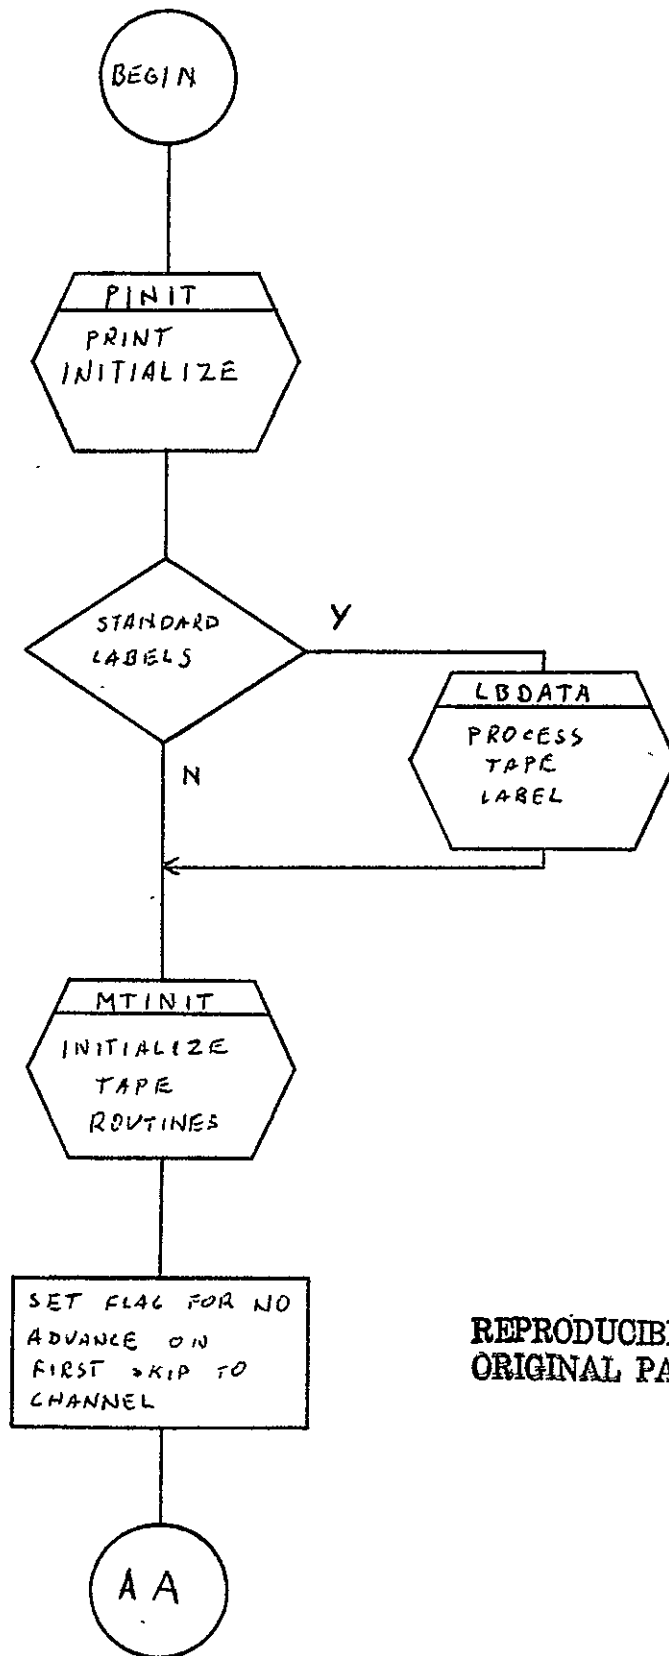 BEGIN
PINIT
PRINT
INITIALIZE
STANDARD
LABELS
Y
LBDATA
PROCESS
TAPE
LABEL
N
MTINIT
INITIALIZE
TAPE
ROUTINES
SET FLAG FOR NO
ADVANCE ON
FIRST SKIP TO
CHANNEL
REPRODUCIB
ORIGINAL PA
AA